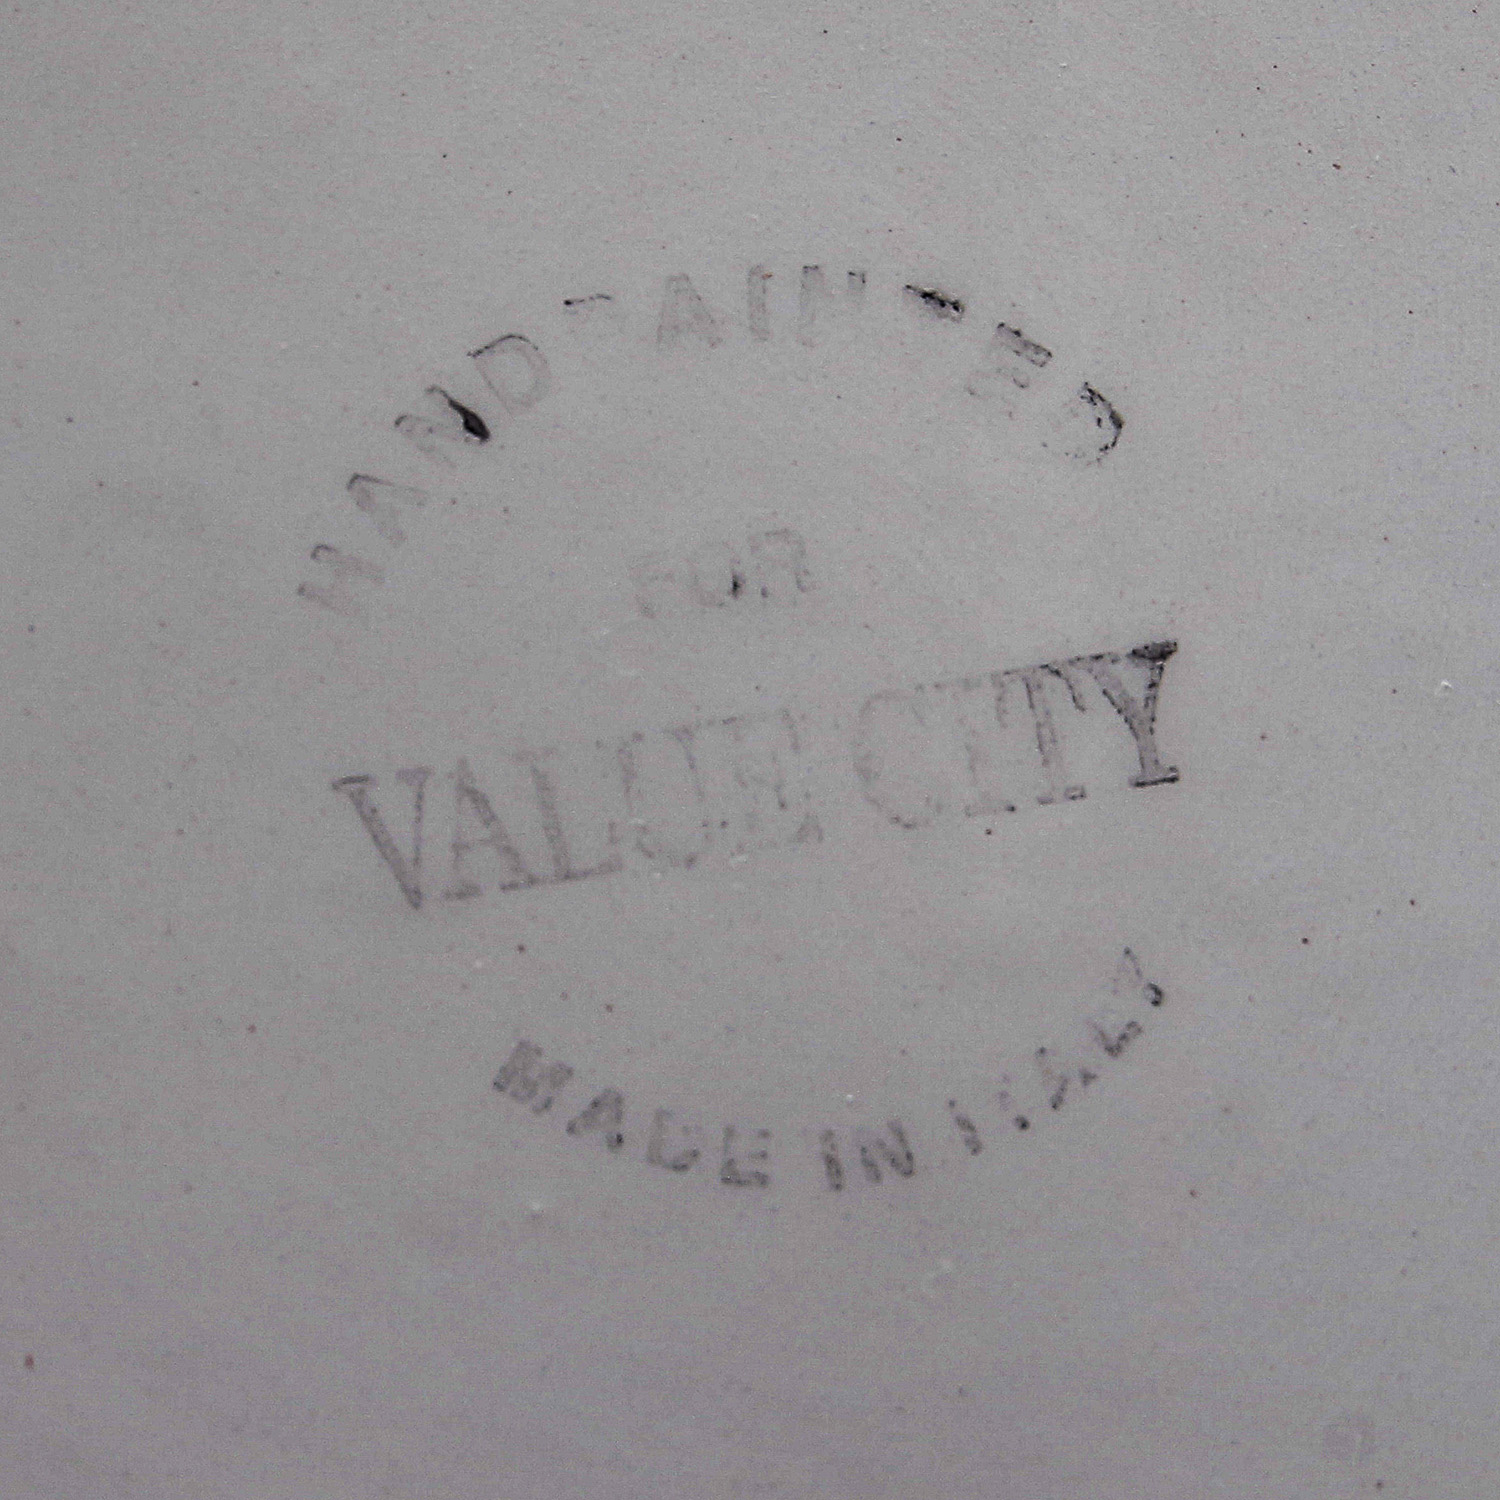 HAND PAINTED
FOR
VALUE CITY
MADE IN ITALY